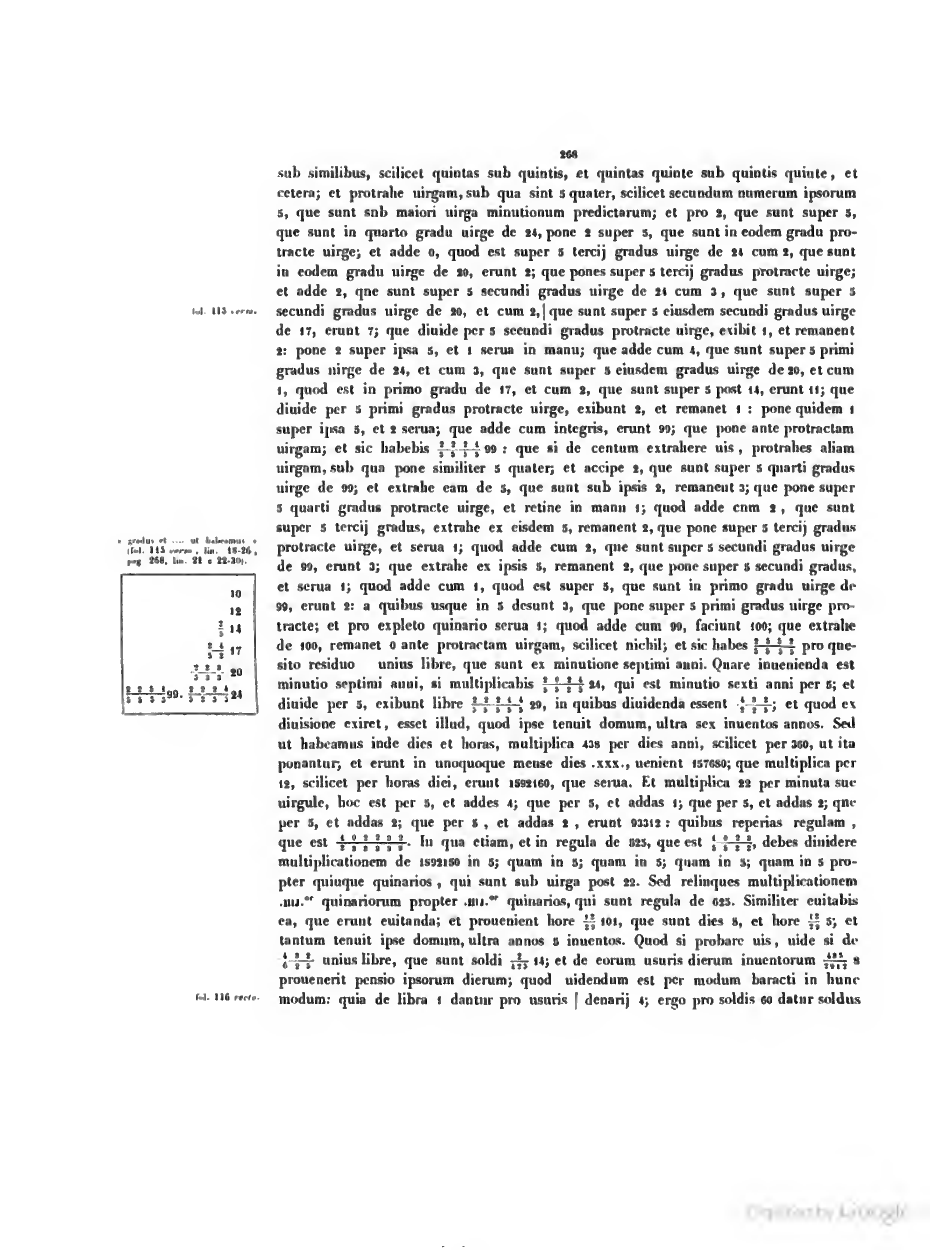 268
sub similibus, scilicet quintas sub quintis, et quintas quinte sub quintis quinte, et
cetera; et protrahe uirgam, sub qua sint 5 quater, scilicet secundum numerum ipsorum
5, que sunt snb maiori uirga minutionum predictarum; et pro 2, que sunt super 5,
que sunt in quarto gradu uirge de 24, pone 2 super 5, que sunt in eodem gradu pro-
tracte uirge; et adde 0, quod est super 5 tercij gradus uirge de 24 cum 2, que sunt
in eodem gradu uirge de 20, erunt 2; que pones super 5 tercij gradus protracte uirge;
et adde 2, qne sunt super 5 secundi gradus uirge de 24 cum 3, que sunt super 5
fol. 115 verso.
secundi gradus uirge de 20, et cum 2,| que sunt super 5 eiusdem secundi gradus uirge
de 17, erunt 7; que diuide per 5 secundi gradus protracte uirge, exibit 1, et remanent
2: pone 2 super ipsa 5, et 1 serua in manu; que adde cum 4, que sunt super 5 primi
gradus uirge de 24, et cum 3, que sunt super 5 eiusdem gradus uirge de 20, et cum
1, quod est in primo gradu de 17, et cum 2, que sunt super 5 post 14, erunt 11; que
diuide per 5 primi gradus protracte uirge, exibunt 2, et remanet 1 : pone quidem 1
super ipsa 5, et 2 serua; que adde cum integris, erunt 99; que pone ante protractam
uirgam; et sic habebis 99 : que si de centum extrahere uis, protrahes aliam
uirgam, sub qua pone similiter 5 quater; et accipe 2, que sunt super 5 quarti gradus
uirge de 99; et extrahe eam de 5, que sunt sub ipsis 2, remanent 3; que pone super
5 quarti gradus protracte uirge, et retine in manu 1; quod adde cnm 2, que sunt
super 5 tercij gradus, extrahe ex eisdem 5, remanent 2, que pone super 5 tercij gradus
« gradus et .... ut habeamus »
(fol. 115 verso, lin. 18-26,
pag. 268, lin. 21 e 22-30).
protracte uirge, et serua 1; quod adde cum 2, que sunt super 5 secundi gradus uirge
de 99, erunt 3; que extrahe ex ipsis 5, remanent 2, que pone super 5 secundi gradus,
et serua 1; quod adde cum 1, quod est super 5, que sunt in primo gradu uirge de
99, erunt 2: a quibus usque in 5 desunt 3, que pone super 5 primi gradus uirge pro-
tracte; et pro expleto quinario serua 1; quod adde cum 99, faciunt 100; que extrahe
de 100, remanet 0 ante protractam uirgam, scilicet nichil; et sic habes pro que-
sito residuo unius libre, que sunt ex minutione septimi anni. Quare inuenienda est
minutio septimi anni, si multiplicabis 24, qui est minutio sexti anni per 5; et
diuide per 5, exibunt libre 29, in quibus diuidenda essent ; et quod ex
diuisione exiret, esset illud, quod ipse tenuit domum, ultra sex inuentos annos. Sed
ut habeamus inde dies et horas, multiplica 438 per dies anni, scilicet per 360, ut ita
ponantur; et erunt in unoquoque mense dies .xxx., uenient 157680; que multiplica per
12, scilicet per horas diei, erunt 1892160, que serua. Et multiplica 22 per minuta sue
uirgule, hoc est per 5, et addes 4; que per 5, et addas 1; que per 5, et addas 2; qne
per 5, et addas 2; que per 5, et addas 2, erunt 93312: quibus reperias regulam,
que est . In qua etiam, et in regula de 525, que est , debes diuidere
multiplicationem de 1892160 in 5; quam in 5; quam in 5; quam in 5; quam in 5 pro-
pter quiuque quinarios, qui sunt sub uirga post 22. Sed relinques multiplicationem
.IIIJ.or quinariorum propter .IIIJ.or quinarios, qui sunt regula de 625. Similiter euitabis
ea, que erunt euitanda; et prouenient hore 101, que sunt dies 8, et hore 5; et
tantum tenuit ipse domum, ultra annos 5 inuentos. Quod si probare uis, uide si de
unius libre, que sunt soldi 14; et de eorum usuris dierum inuentorum 8
prouenerit pensio ipsorum dierum; quod uidendum est per modum baracti in hunc
fol. 116 recto.
modum: quia de libra 1 dantur pro usuris | denarij 4; ergo pro soldis 60 datur soldus
10
12
2/5 14
17
20
99. 24
Digitized by Google